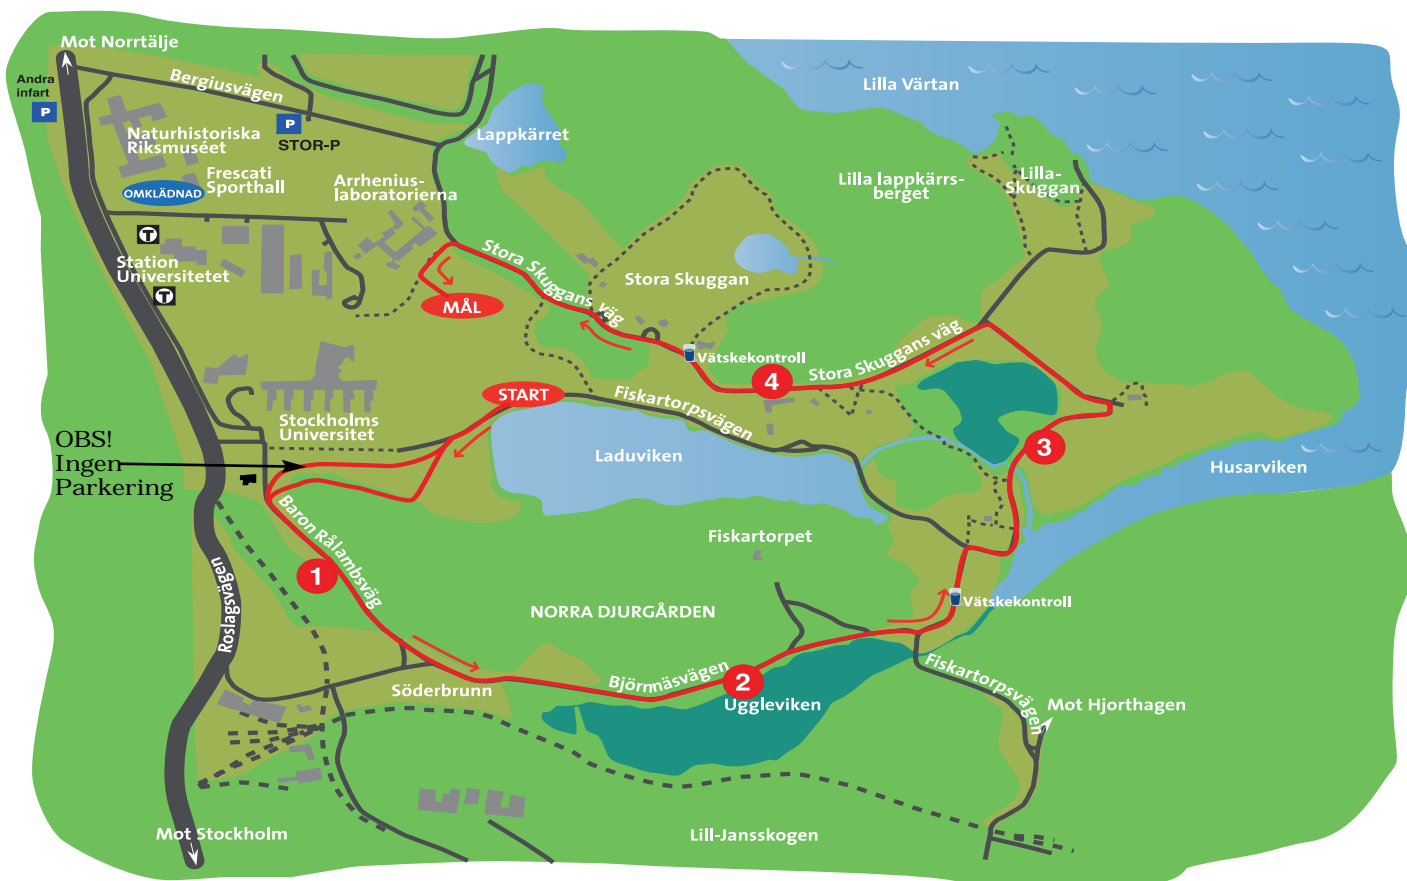 Mot Norrtälje
Andra
infart
P
Bergiusvägen
P
STOR-P
Naturhistoriska
Riksmuséet
Frescati
Sporthall
OMKLÄDNAD
Arrhenius-
laboratorierna
Lappkärret
Lilla Värtan
Lilla lappkärrs-
berget
Lilla-
Skuggan
T
Station
Universitetet
T
Stora Skuggans väg
Stora Skuggan
MÅL
Vätskekontroll
4
Stora Skuggans väg
START
Fiskartorpsvägen
Stockholms
Universitet
OBS!
Ingen
Parkering
Laduviken
3
Husarviken
Baron Rålambsväg
Fiskartorpet
1
Roslagsvägen
NORRA DJURGÅRDEN
Vätskekontroll
Björnnäsvägen
2
Uggleviken
Söderbrunn
Fiskartorpsvägen
Mot Hjorthagen
Mot Stockholm
Lill-Jansskogen